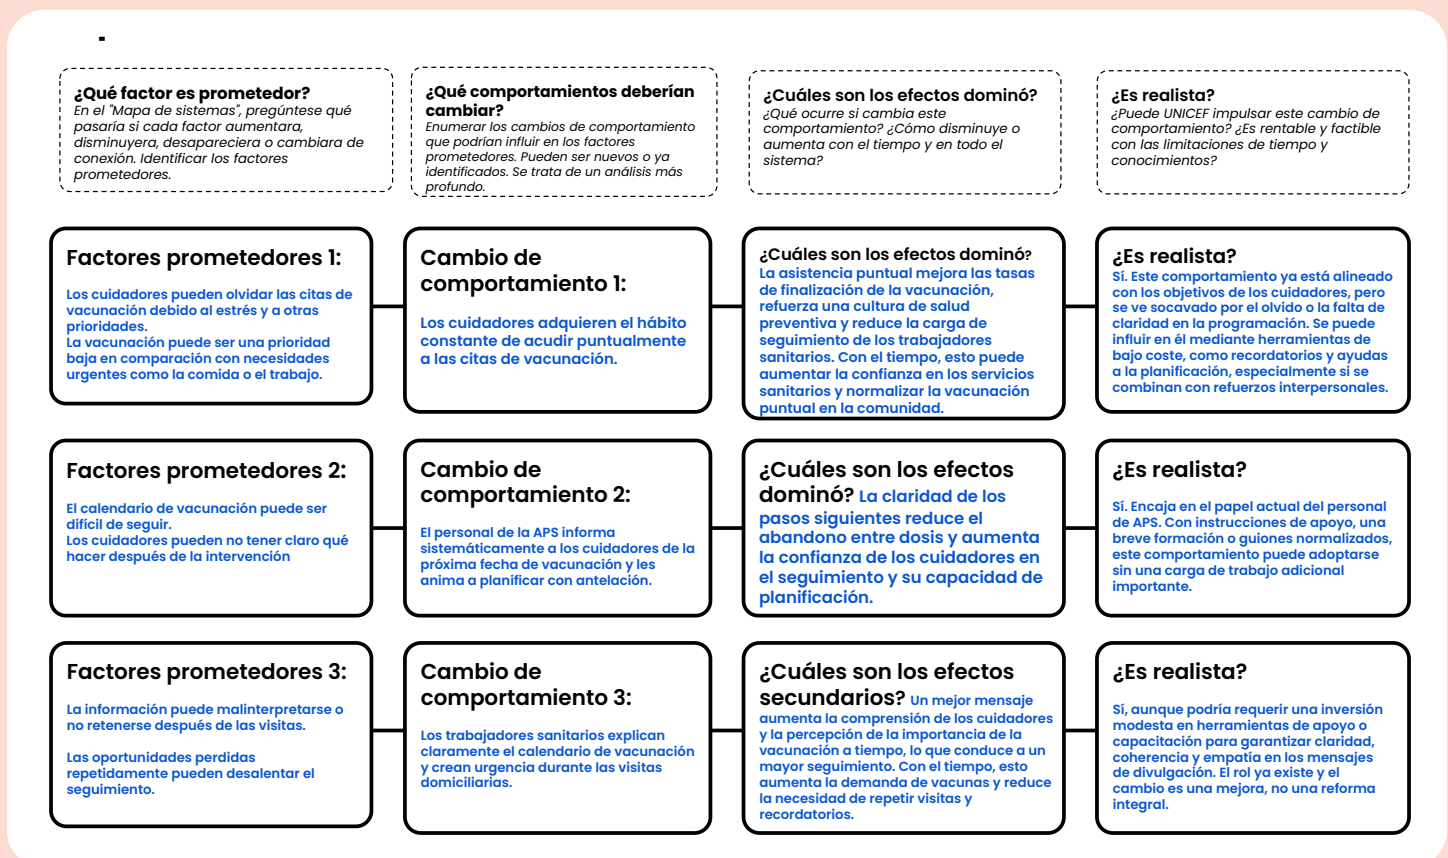 ¿Qué factor es prometedor?
En el "Mapa de sistemas", pregúntese qué
pasaría si cada factor aumentara,
disminuyera, desapareciera o cambiara de
conexión. Identificar los factores
prometedores.
¿Qué comportamientos deberían
cambiar?
Enumerar los cambios de comportamiento
que podrían influir en los factores
prometedores. Pueden ser nuevos o ya
identificados. Se trata de un análisis más
profundo.
¿Cuáles son los efectos dominó?
¿Qué ocurre si cambia este
comportamiento? ¿Cómo disminuye o
aumenta con el tiempo y en todo el
sistema?
¿Es realista?
¿Puede UNICEF impulsar este cambio de
comportamiento? ¿Es rentable y factible
con las limitaciones de tiempo y
conocimientos?
Factores prometedores 1:
Los cuidadores pueden olvidar las citas de
vacunación debido al estrés y a otras
prioridades.
La vacunación puede ser una prioridad
baja en comparación con necesidades
urgentes como la comida o el trabajo.
Cambio de
comportamiento 1:
Los cuidadores adquieren el hábito
constante de acudir puntualmente
a las citas de vacunación.
¿Cuáles son los efectos dominó?
La asistencia puntual mejora las tasas
de finalización de la vacunación,
refuerza una cultura de salud
preventiva y reduce la carga de
seguimiento de los trabajadores
sanitarios. Con el tiempo, esto puede
aumentar la confianza en los servicios
sanitarios y normalizar la vacunación
puntual en la comunidad.
¿Es realista?
Sí. Este comportamiento ya está alineado
con los objetivos de los cuidadores, pero
se ve socavado por el olvido o la falta de
claridad en la programación. Se puede
influir en él mediante herramientas de
bajo coste, como recordatorios y ayudas
a la planificación, especialmente si se
combinan con refuerzos interpersonales.
Factores prometedores 2:
El calendario de vacunación puede ser
difícil de seguir.
Los cuidadores pueden no tener claro qué
hacer después de la intervención
Cambio de
comportamiento 2:
El personal de la APS informa
sistemáticamente a los cuidadores de la
próxima fecha de vacunación y les
anima a planificar con antelación.
¿Cuáles son los efectos
dominó? La claridad de los
pasos siguientes reduce el
abandono entre dosis y aumenta
la confianza de los cuidadores en
el seguimiento y su capacidad de
planificación.
¿Es realista?
Sí. Encaja en el papel actual del personal
de APS. Con instrucciones de apoyo, una
breve formación o guiones normalizados,
este comportamiento puede adoptarse
sin una carga de trabajo adicional
importante.
Factores prometedores 3:
La información puede malinterpretarse o
no retenerse después de las visitas.
Las oportunidades perdidas
repetidamente pueden desalentar el
seguimiento.
Cambio de
comportamiento 3:
Los trabajadores sanitarios explican
claramente el calendario de vacunación
y crean urgencia durante las visitas
domiciliarias.
¿Cuáles son los efectos
secundarios? Un mejor mensaje
aumenta la comprensión de los cuidadores
y la percepción de la importancia de la
vacunación a tiempo, lo que conduce a un
mayor seguimiento. Con el tiempo, esto
aumenta la demanda de vacunas y reduce
la necesidad de repetir visitas y
recordatorios.
¿Es realista?
Sí, aunque podría requerir una inversión
modesta en herramientas de apoyo o
capacitación para garantizar claridad,
coherencia y empatía en los mensajes
de divulgación. El rol ya existe y el
cambio es una mejora, no una reforma
integral.